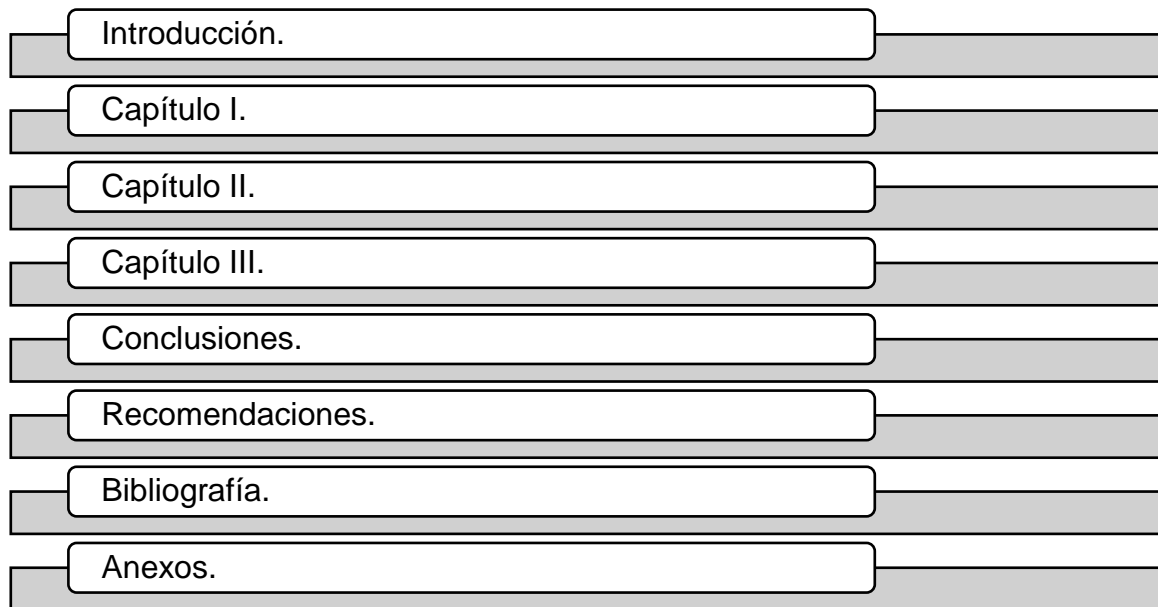 Introducción.
Capítulo I.
Capítulo II.
Capítulo III.
Conclusiones.
Recomendaciones.
Bibliografía.
Anexos.